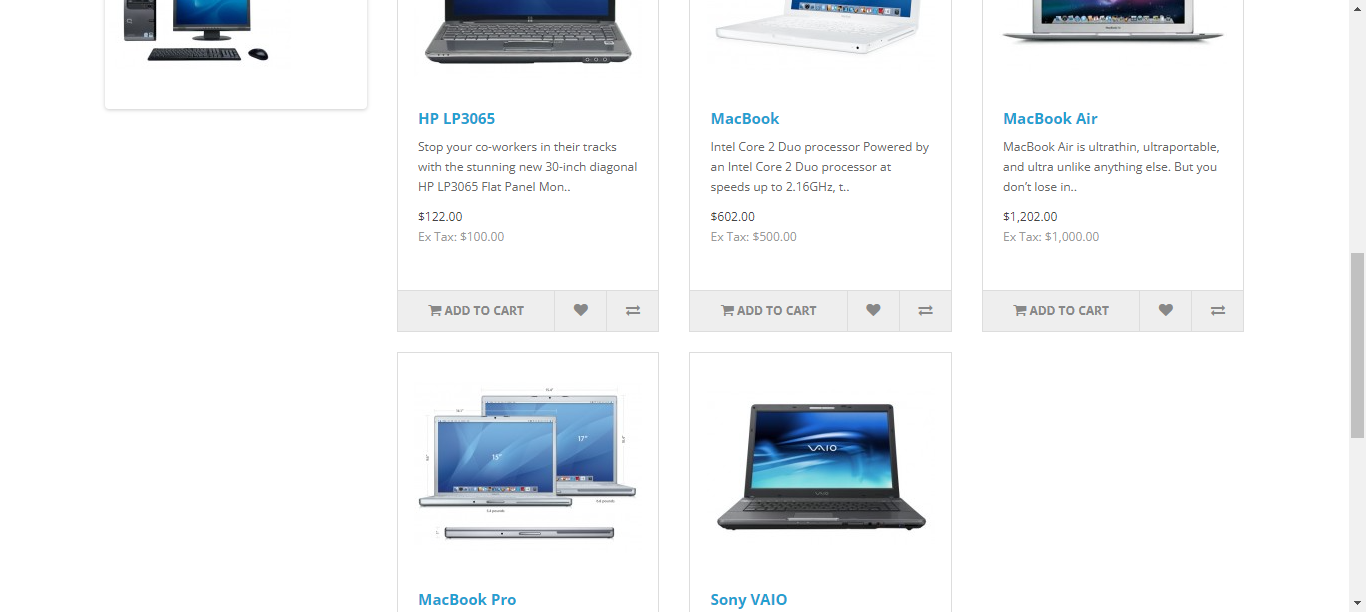 HP LP3065
Stop your co-workers in their tracks
with the stunning new 30-inch diagonal
HP LP3065 Flat Panel Mon..
$122.00
Ex Tax: $100.00
ADD TO CART
MacBook
Intel Core 2 Duo processor Powered by
an Intel Core 2 Duo processor at
speeds up to 2.16GHz, t..
$602.00
Ex Tax: $500.00
ADD TO CART
MacBook Air
MacBook Air is ultrathin, ultraportable,
and ultra unlike anything else. But you
don’t lose in..
$1,202.00
Ex Tax: $1,000.00
ADD TO CART
17"
15"
MacBook Pro
VAIO
VAIO
Sony VAIO